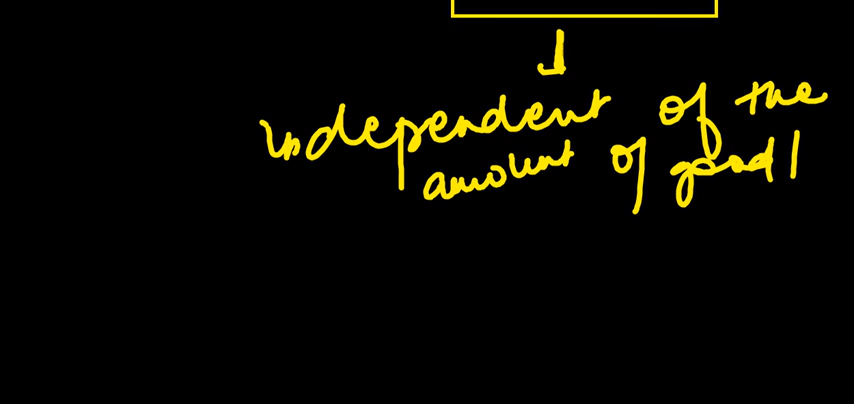 independent of the
amount of good 1